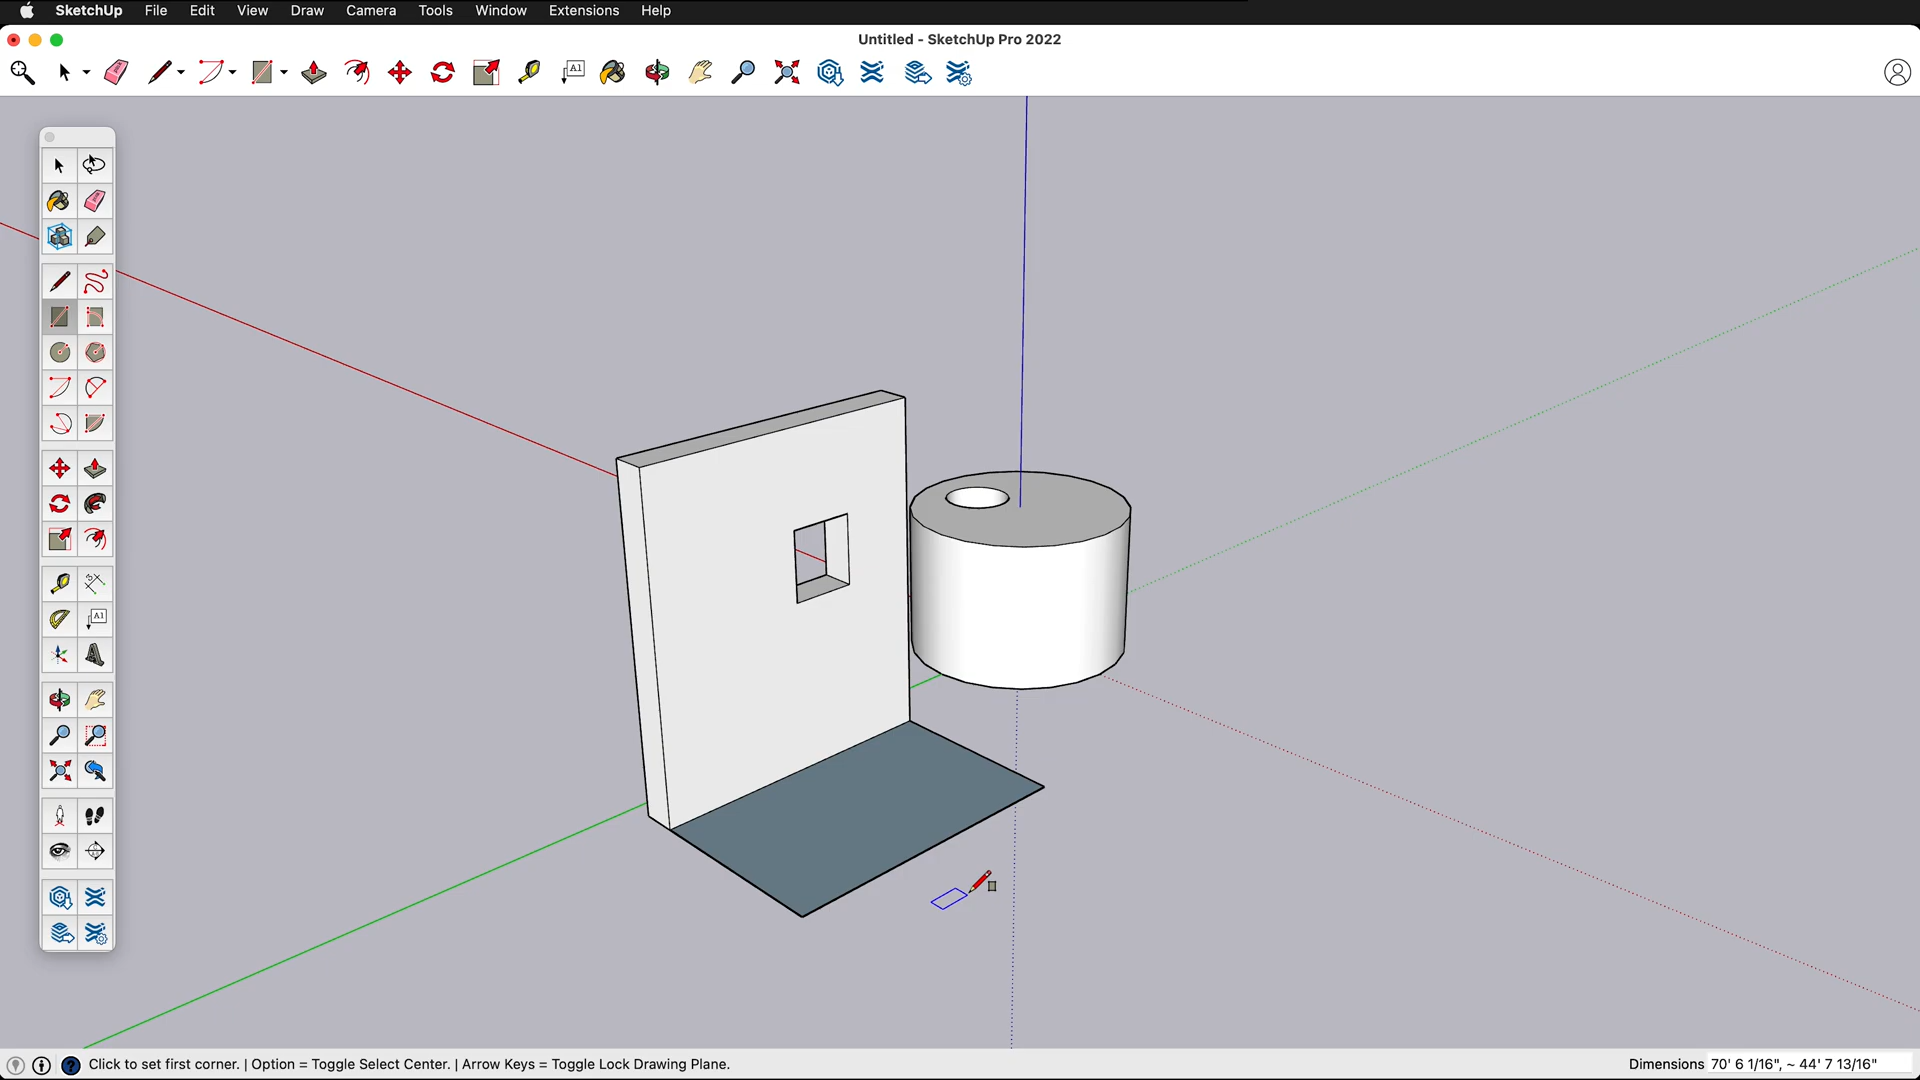 SketchUp File Edit View Draw Camera Tools Window Extensions Help
Untitled - SketchUp Pro 2022
A1
A1
Click to set first corner. | Option = Toggle Select Center. | Arrow Keys = Toggle Lock Drawing Plane.
Dimensions 70' 6 1/16", ~ 44' 7 13/16"